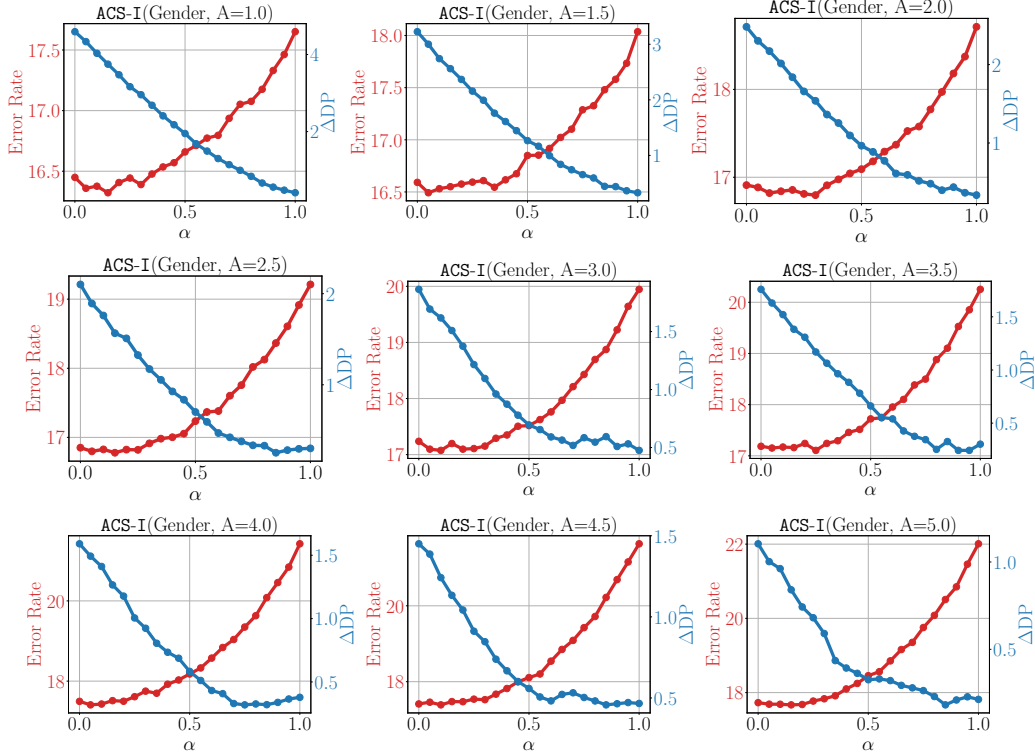 ACS-I(Gender, A=1.0)
Error Rate
17.5
17.0
16.5
4
2
ΔDP
0.0 0.5 1.0
α
ACS-I(Gender, A=1.5)
Error Rate
18.0
17.5
17.0
16.5
3
2
1
ΔDP
0.0 0.5 1.0
α
ACS-I(Gender, A=2.0)
Error Rate
18
17
2
1
ΔDP
0.0 0.5 1.0
α
ACS-I(Gender, A=2.5)
Error Rate
19
18
17
2
1
ΔDP
0.0 0.5 1.0
α
ACS-I(Gender, A=3.0)
Error Rate
20
19
18
17
1.5
1.0
0.5
ΔDP
0.0 0.5 1.0
α
ACS-I(Gender, A=3.5)
Error Rate
20
19
18
17
1.5
1.0
0.5
ΔDP
0.0 0.5 1.0
α
ACS-I(Gender, A=4.0)
Error Rate
20
18
1.5
1.0
0.5
ΔDP
0.0 0.5 1.0
α
ACS-I(Gender, A=4.5)
Error Rate
20
18
1.5
1.0
0.5
ΔDP
0.0 0.5 1.0
α
ACS-I(Gender, A=5.0)
Error Rate
22
20
18
1.0
0.5
ΔDP
0.0 0.5 1.0
α